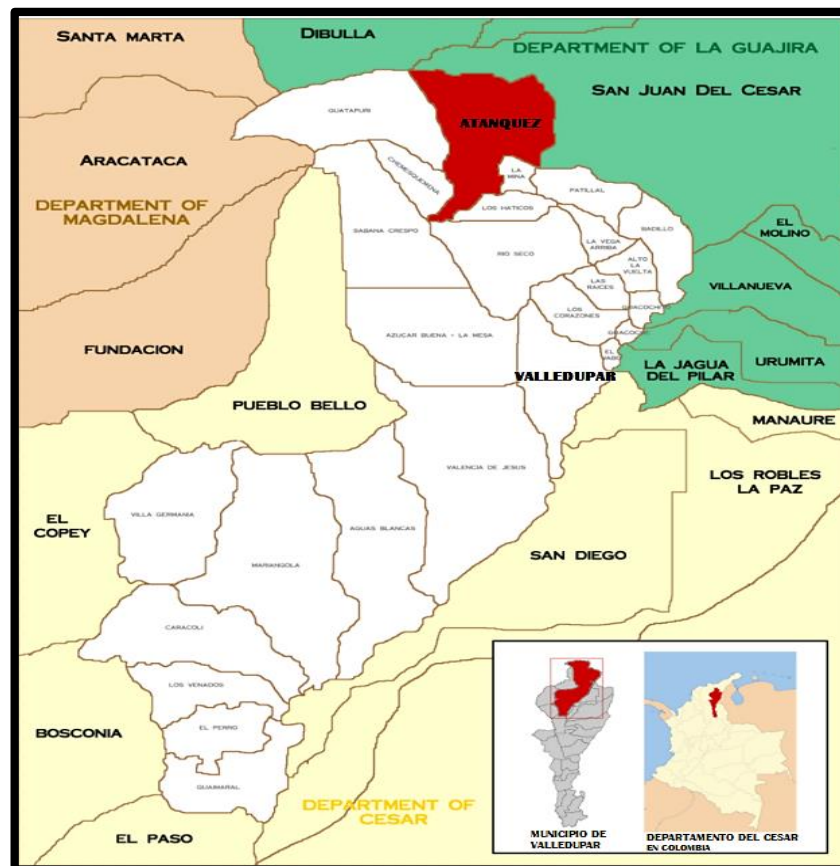 SANTA MARTA
DIBULLA
DEPARTMENT OF LA GUAJIRA
SAN JUAN DEL CESAR
GUATAPURI
ATANQUEZ
ARACATACA
CHEMESQUEMENA
LA
MINA
PATILLAL
DEPARTMENT OF
MAGDALENA
LOS HATICOS
SABANA CRESPO
RIO SECO
LA VEGA
ARRIBA
BADILLO
EL
MOLINO
ALTO
LA
VUELTA
LAS
RAICES
VILLANUEVA
LOS
CORAZONES
GUACOCHITO
GUACOCHE
FUNDACION
AZUCAR BUENA - LA MESA
EL
VALLEDUPAR
LA JAGUA
DEL PILAR
URUMITA
PUEBLO BELLO
MANAURE
VALENCIA DE JESUS
LOS ROBLES
LA PAZ
EL
COPEY
VILLA GERMANIA
AGUAS BLANCAS
MARIANGOLA
SAN DIEGO
CARACOLI
LOS VENADOS
BOSCONIA
EL PERRO
GUAIMARAL
DEPARTMENT OF
CESAR
EL PASO
MUNICIPIO DE
VALLEDUPAR
DEPARTAMENTO DEL CESAR
EN COLOMBIA